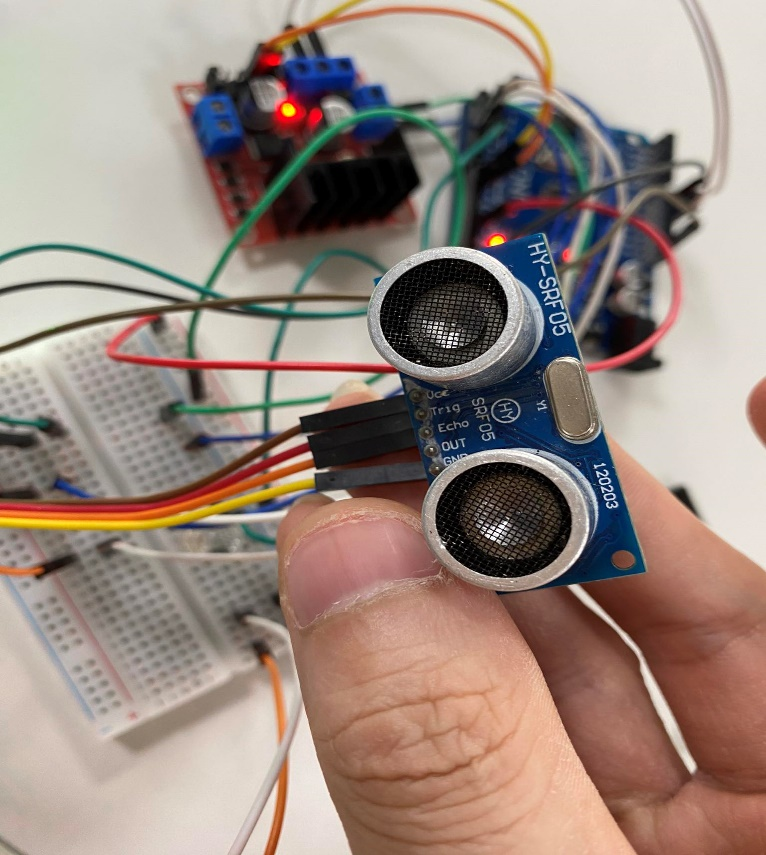 HY-SRF05
Vcc
Trig
Echo
OUT
GND
SRF05
HY
Y1
120203